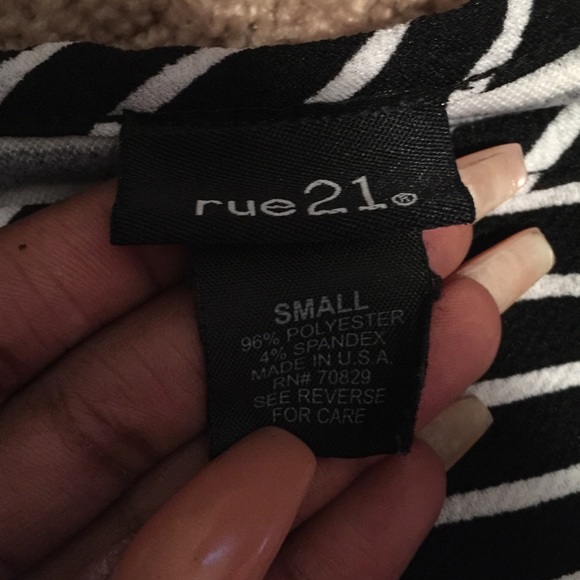 rue21®
SMALL
96% POLYESTER
4% SPANDEX
MADE IN U.S.A.
RN# 70829
SEE REVERSE
FOR CARE